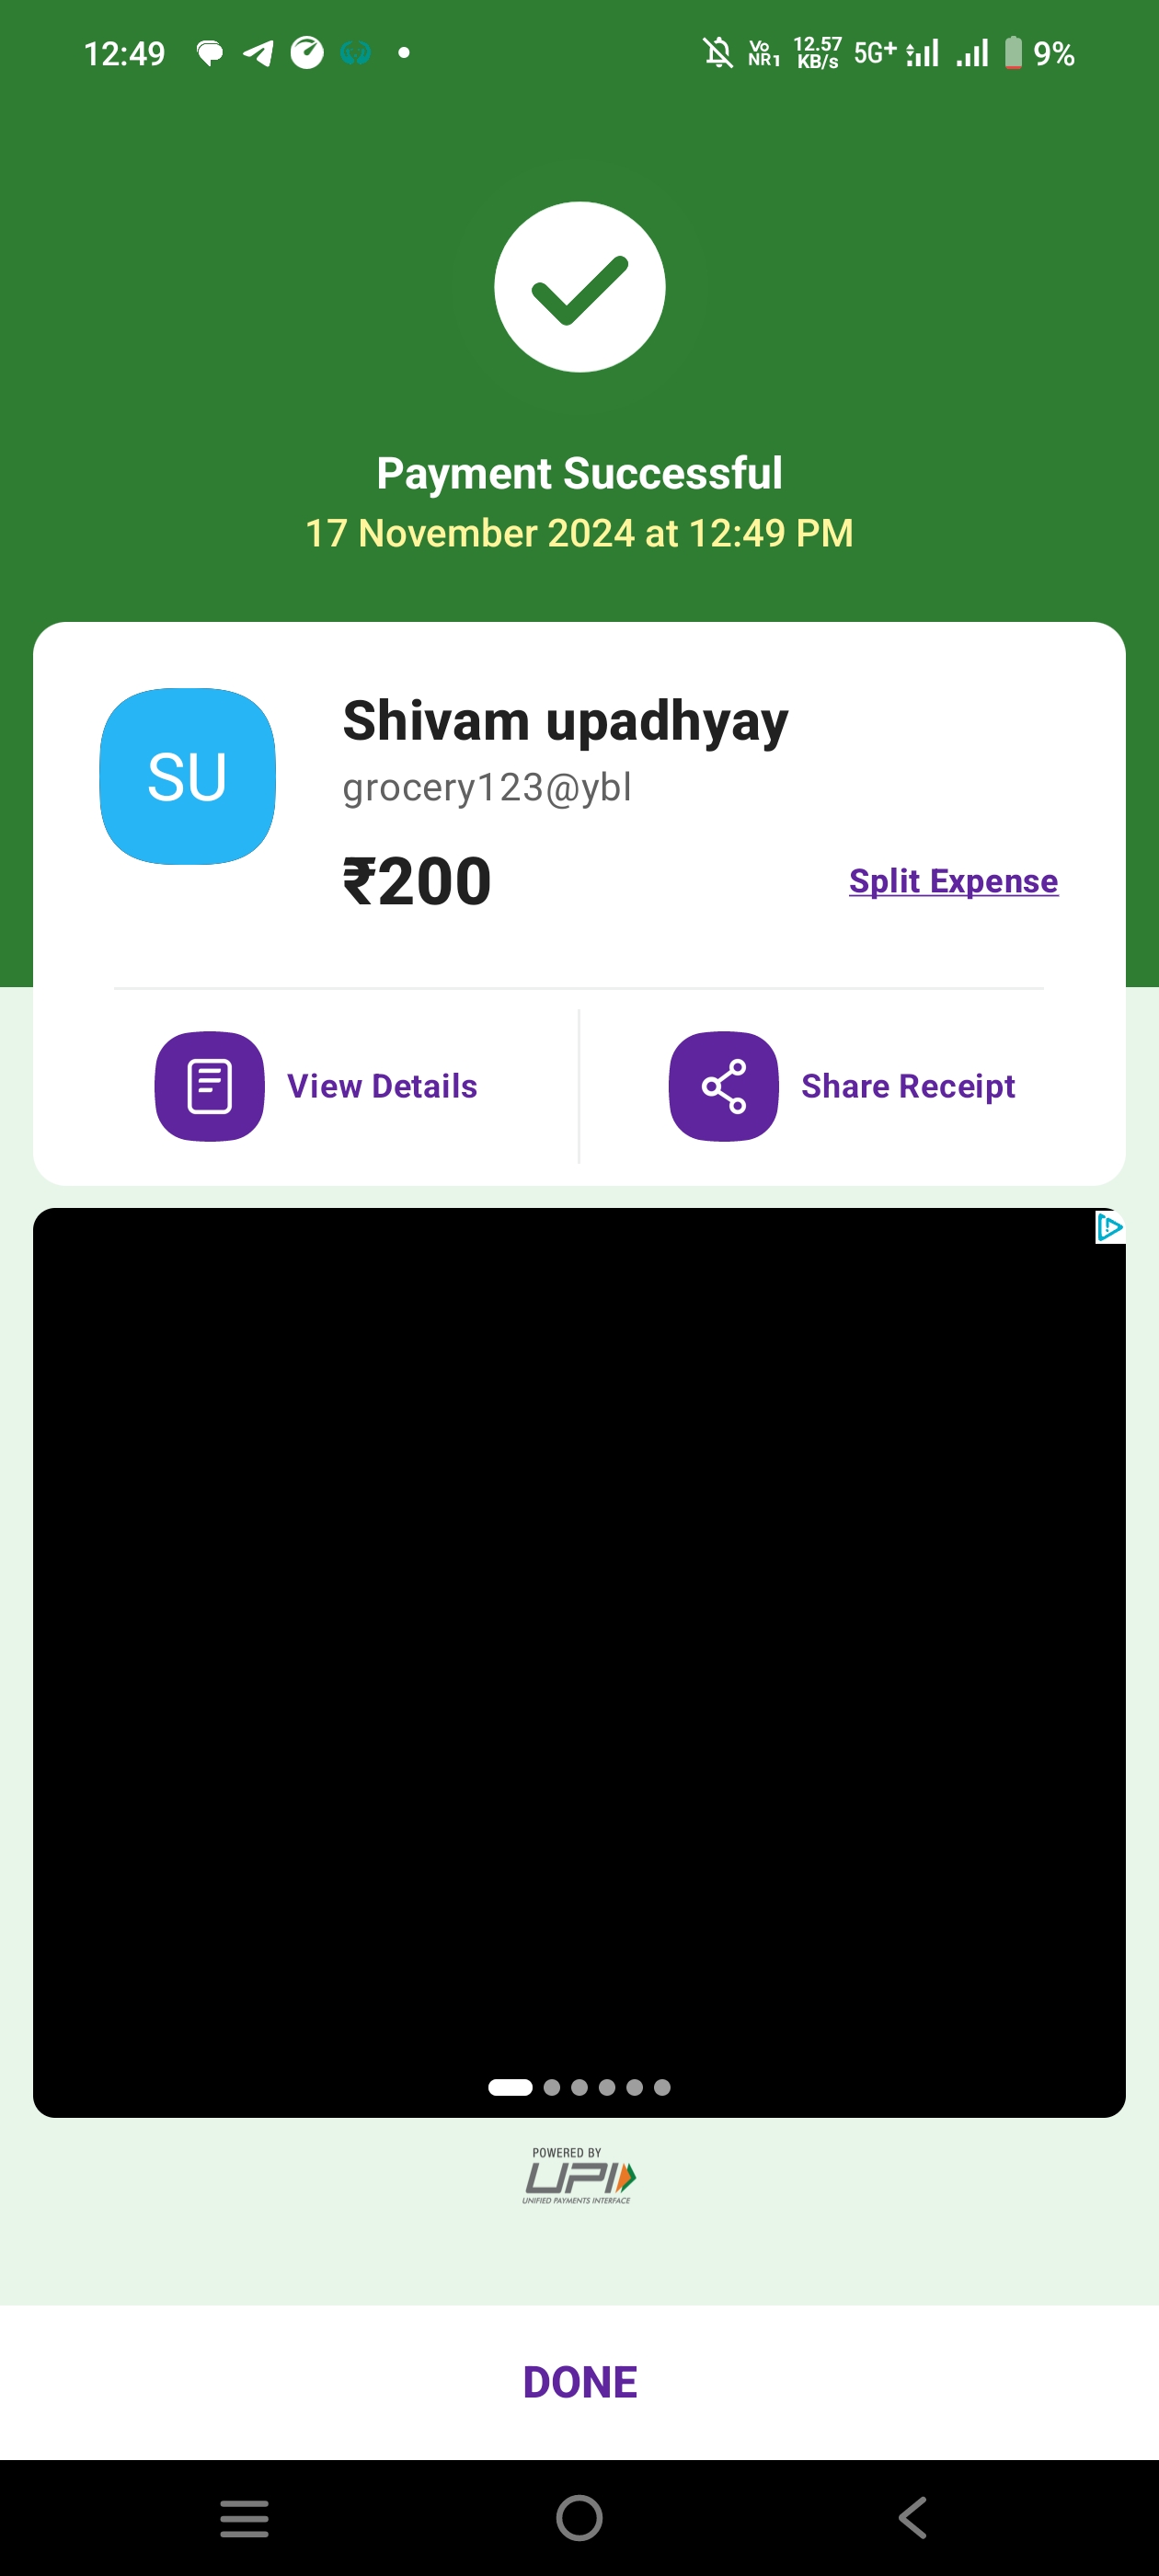 12:49
Vo NR1 12.57 KB/s 5G+ 9%
Payment Successful
17 November 2024 at 12:49 PM
SU
Shivam upadhyay
grocery123@ybl
₹200
Split Expense
View Details
Share Receipt
POWERED BY
UPI
UNIFIED PAYMENTS INTERFACE
DONE